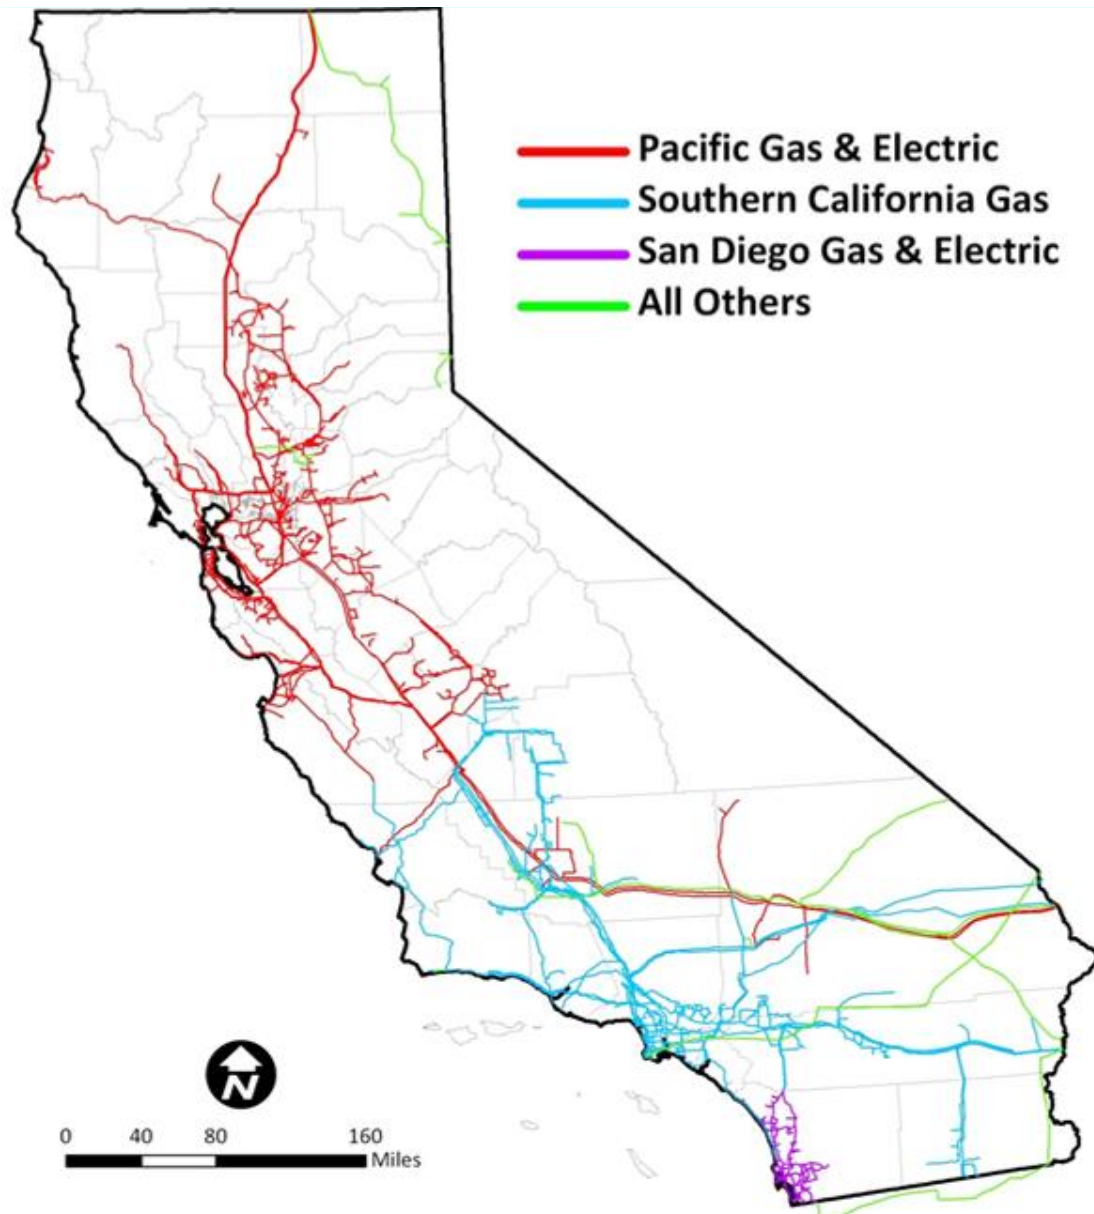 Pacific Gas & Electric
Southern California Gas
San Diego Gas & Electric
All Others
N
0 40 80 160
Miles